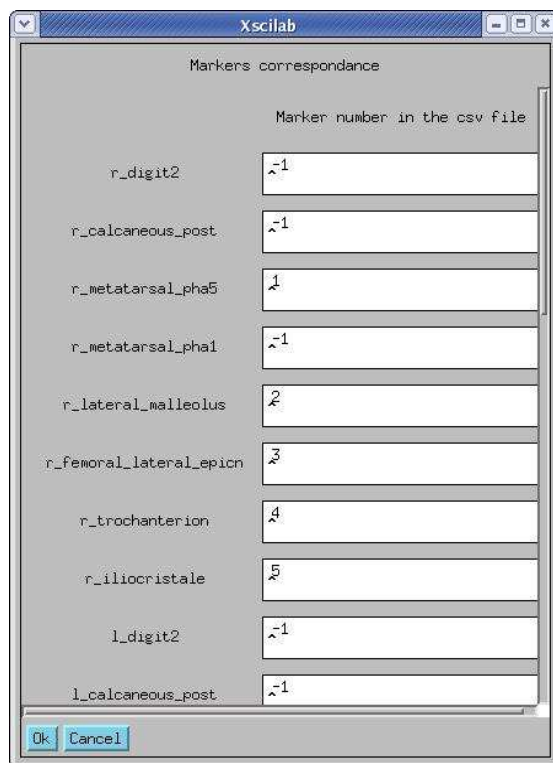 Xscilab
Markers correspondance
Marker number in the csv file
r_digit2 -1
r_calcaneous_post -1
r_metatarsal_pha5 1
r_metatarsal_pha1 -1
r_lateral_malleolus 2
r_femoral_lateral_epicn 3
r_trochanterion 4
r_iliocristale 5
l_digit2 -1
l_calcaneous_post -1
Ok Cancel